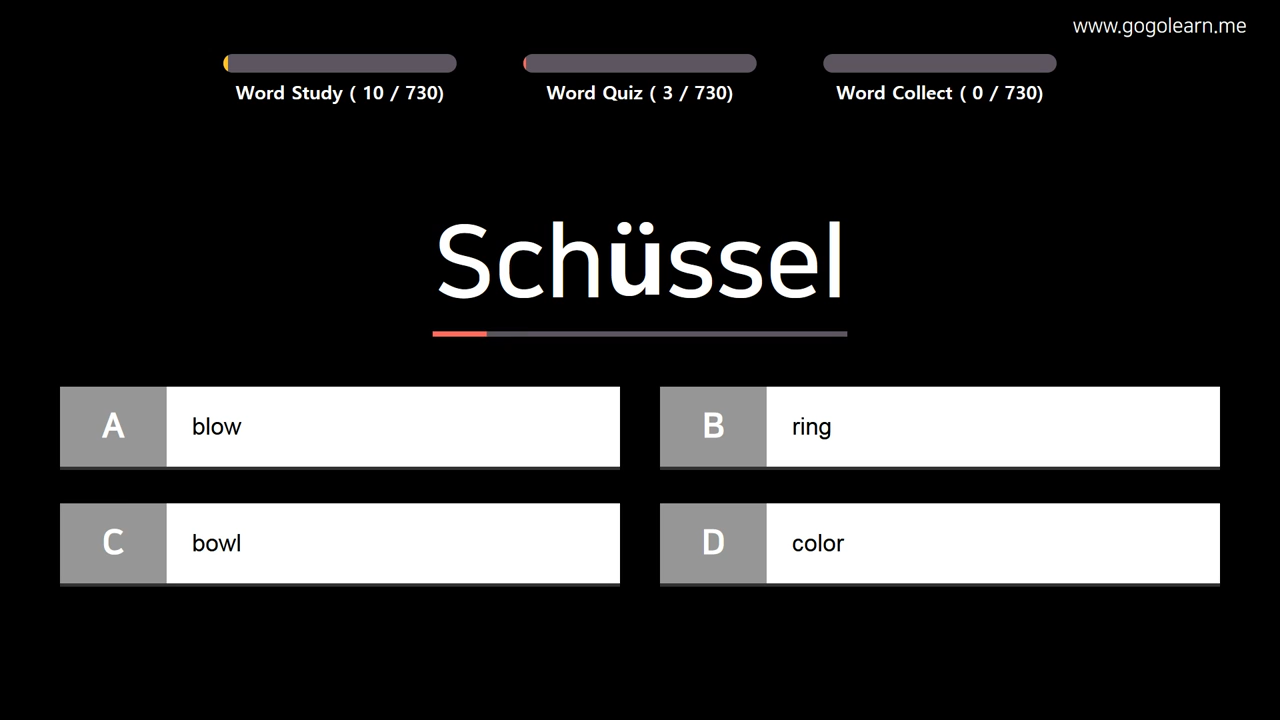 www.gogolearn.me
Word Study ( 10 / 730)
Word Quiz ( 3 / 730)
Word Collect ( 0 / 730)
Schüssel
A blow
B ring
C bowl
D color